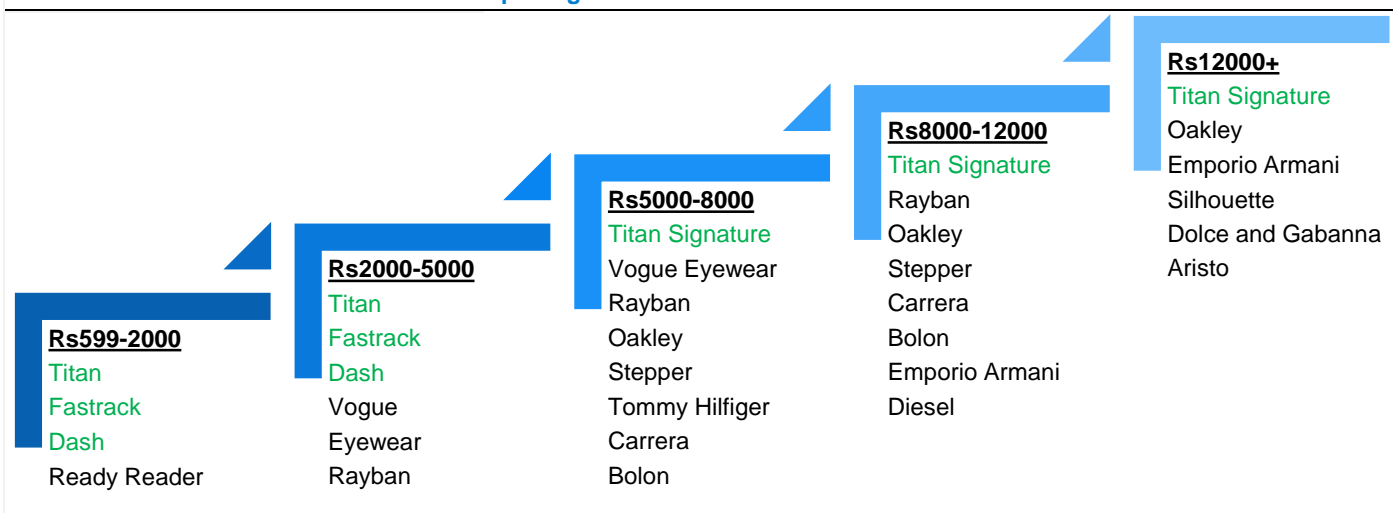 Rs599-2000
Titan
Fastrack
Dash
Ready Reader
Rs2000-5000
Titan
Fastrack
Dash
Vogue
Eyewear
Rayban
Rs5000-8000
Titan Signature
Vogue Eyewear
Rayban
Oakley
Stepper
Tommy Hilfiger
Carrera
Bolon
Rs8000-12000
Titan Signature
Rayban
Oakley
Stepper
Carrera
Bolon
Emporio Armani
Diesel
Rs12000+
Titan Signature
Oakley
Emporio Armani
Silhouette
Dolce and Gabanna
Aristo